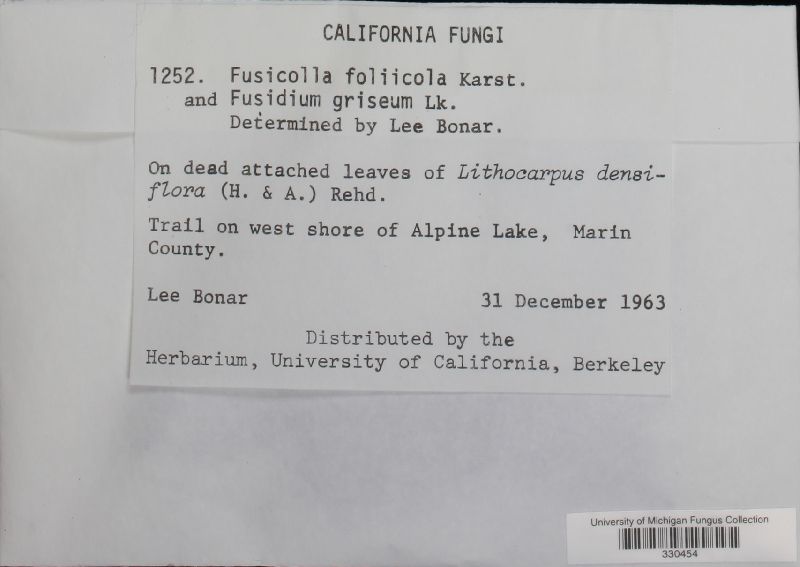 CALIFORNIA FUNGI
1252. Fusicolla foliicola Karst.
and Fusidium griseum Lk.
Determined by Lee Bonar.
On dead attached leaves of Lithocarpus densi-
flora (H. & A.) Rehd.
Trail on west shore of Alpine Lake, Marin
County.
Lee Bonar 31 December 1963
Distributed by the
Herbarium, University of California, Berkeley
University of Michigan Fungus Collection
330454